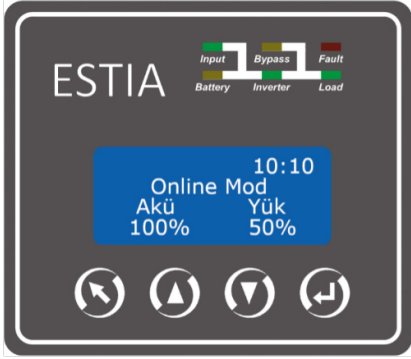 ESTIA
Input Bypass Fault
Battery Inverter Load
10:10
Online Mod
Akü Yük
100% 50%